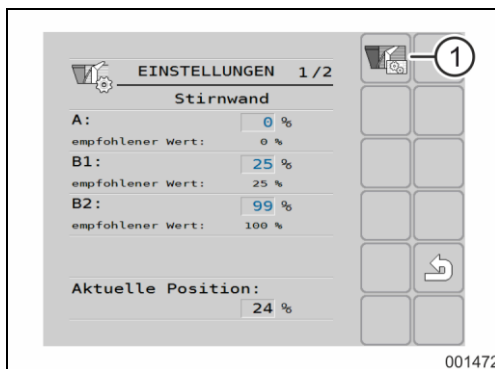 EINSTELLUNGEN 1/2
1
Stirnwand
A: 0 %
empfohlener Wert: 0 %
B1: 25 %
empfohlener Wert: 25 %
B2: 99 %
empfohlener Wert: 100 %
Aktuelle Position:
24 %
001472